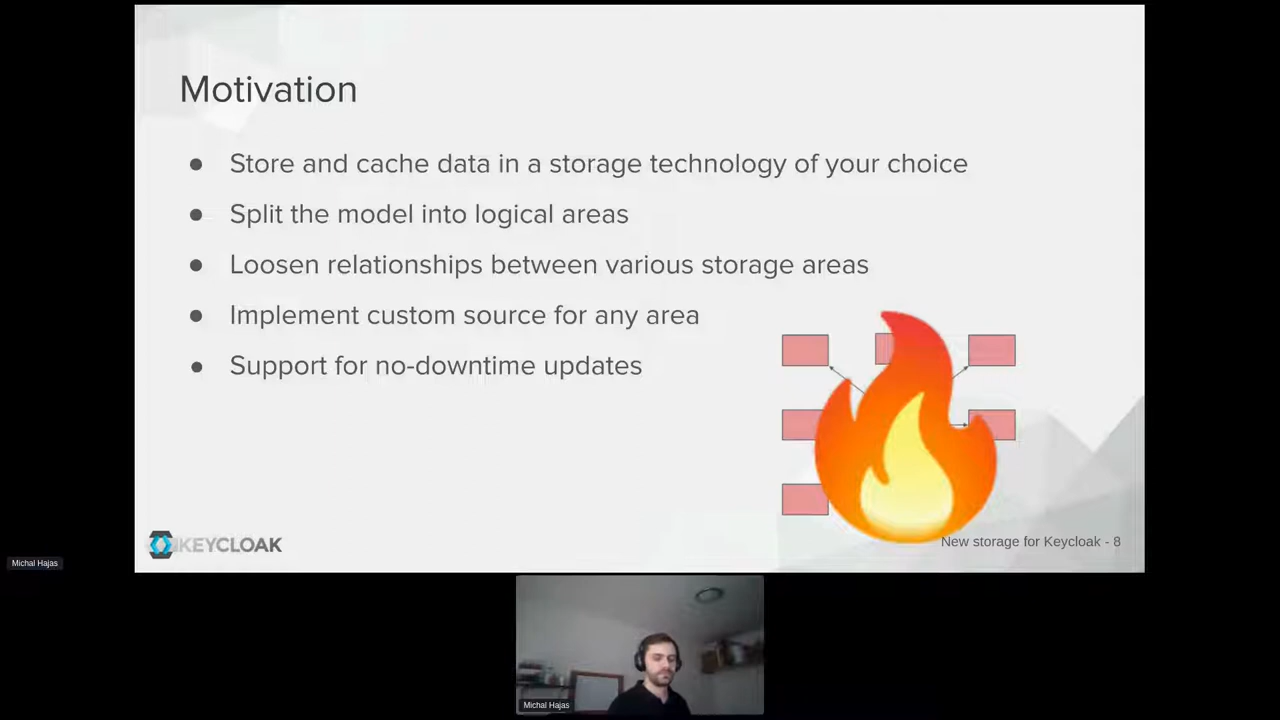 Motivation
● Store and cache data in a storage technology of your choice
● Split the model into logical areas
● Loosen relationships between various storage areas
● Implement custom source for any area
● Support for no-downtime updates
KEYCLOAK
New storage for Keycloak - 8
Michal Hajas
Michal Hajas